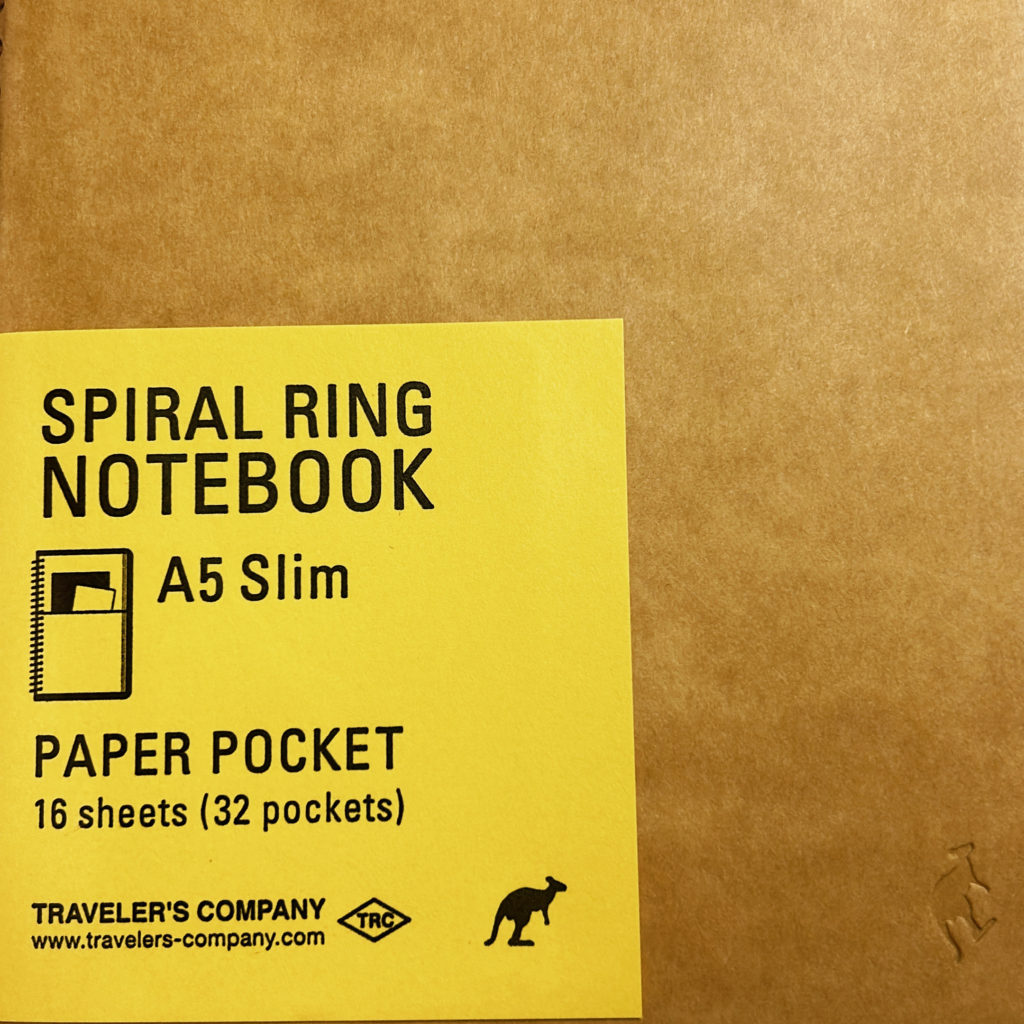 SPIRAL RING
NOTEBOOK
A5 Slim
PAPER POCKET
16 sheets (32 pockets)
TRAVELER'S COMPANY
TRC
www.travelers-company.com